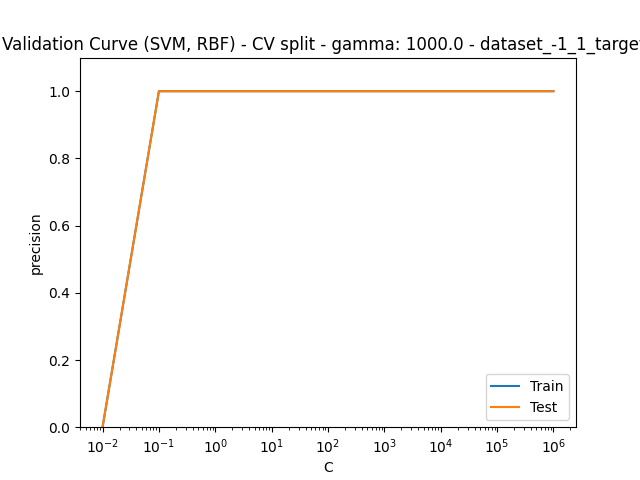 Validation Curve (SVM, RBF) - CV split - gamma: 1000.0 - dataset_-1_1_targe
1.0
0.8
0.6
0.4
0.2
0.0
precision
10⁻² 10⁻¹ 10⁰ 10¹ 10² 10³ 10⁴ 10⁵ 10⁶
C
Train
Test